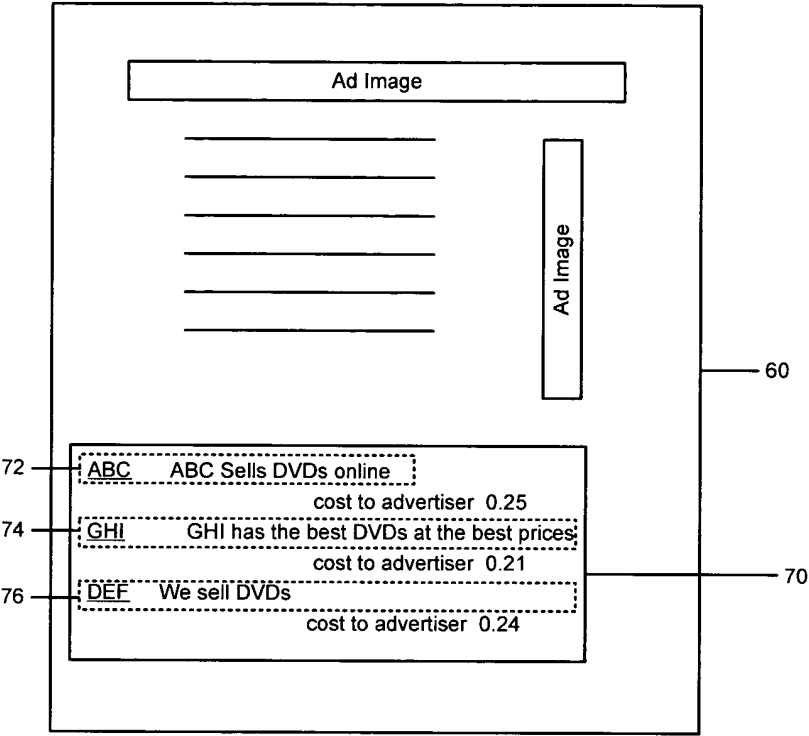 Ad Image
Ad Image
60
72
ABC ABC Sells DVDs online
cost to advertiser 0.25
74
GHI GHI has the best DVDs at the best prices
cost to advertiser 0.21
70
76
DEF We sell DVDs
cost to advertiser 0.24